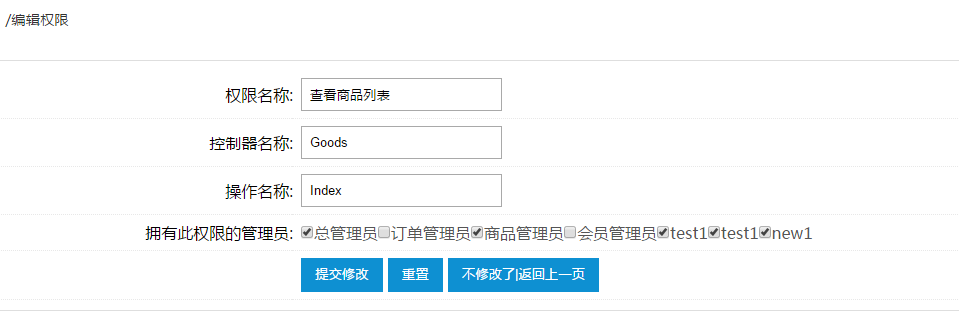 /编辑权限
权限名称: 查看商品列表
控制器名称: Goods
操作名称: Index
拥有此权限的管理员: 总管理员订单管理员商品管理员会员管理员test1test1new1
提交修改 重置 不修改了|返回上一页